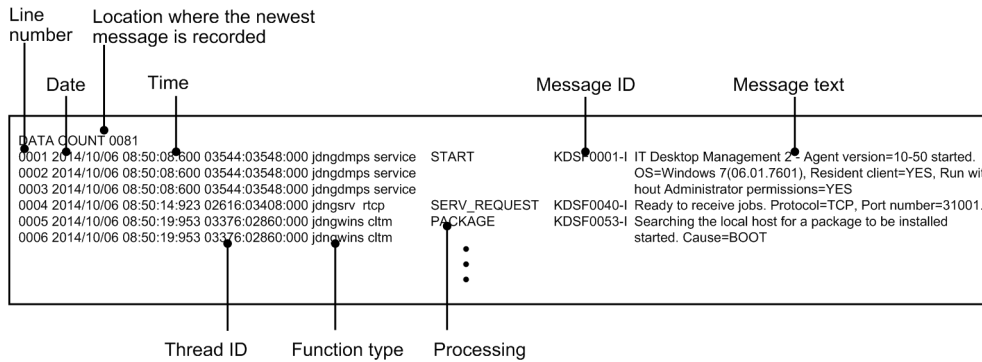 Line number
Location where the newest message is recorded
Date
Time
Message ID
Message text
DATA COUNT 0081
0001 2014/10/06 08:50:08:600 03544:03548:000 jdngdmps service START KDSF0001-I IT Desktop Management 2 - Agent version=10-50 started.
0002 2014/10/06 08:50:08:600 03544:03548:000 jdngdmps service OS=Windows 7(06.01.7601), Resident client=YES, Run wit
0003 2014/10/06 08:50:08:600 03544:03548:000 jdngdmps service hout Administrator permissions=YES
0004 2014/10/06 08:50:14:923 02616:03408:000 jdngsrv rtcp SERV_REQUEST KDSF0040-I Ready to receive jobs. Protocol=TCP, Port number=31001.
0005 2014/10/06 08:50:19:953 03376:02860:000 jdngwins cltm PACKAGE KDSF0053-I Searching the local host for a package to be installed
0006 2014/10/06 08:50:19:953 03376:02860:000 jdngwins cltm started. Cause=BOOT
Thread ID
Function type
Processing